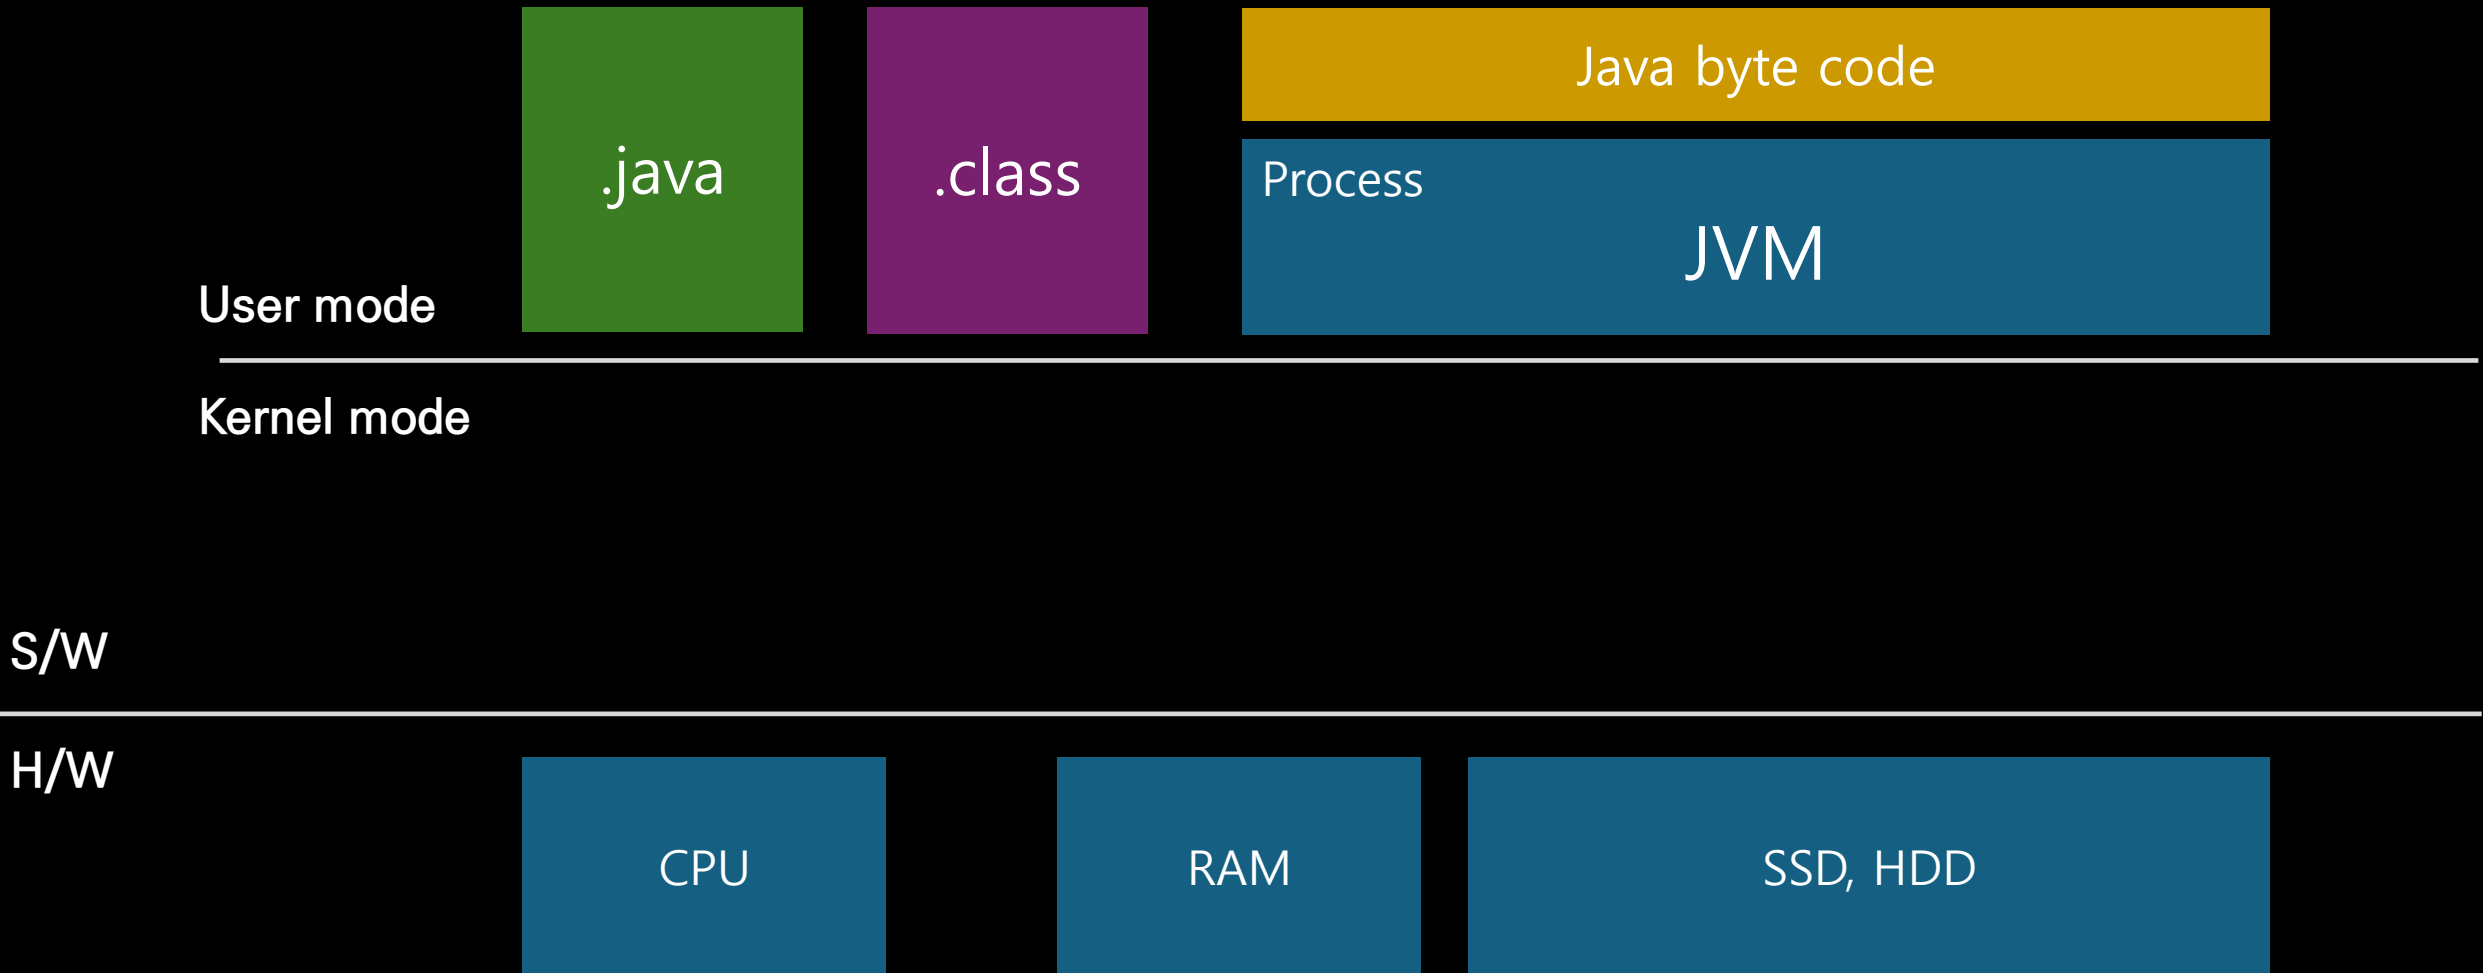 Java byte code
.java
.class
Process
JVM
User mode
Kernel mode
S/W
H/W
CPU
RAM
SSD, HDD